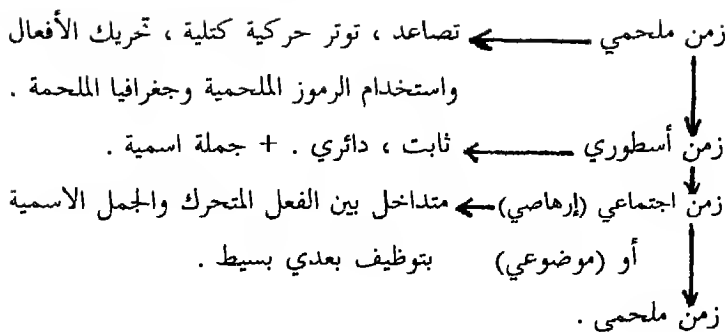 زمن ملحمي ← تصاعد ، توتر حركية كتلية ، تحريك الأفعال
واستخدام الرموز الملحمية وجغرافيا الملحمة .
زمن أسطوري ← ثابت ، دائري . + جملة اسمية .
زمن اجتماعي (إرهاصي) ← متداخل بين الفعل المتحرك والجمل الاسمية
أو (موضوعي) بتوظيف بعدي بسيط .
زمن ملحمي .